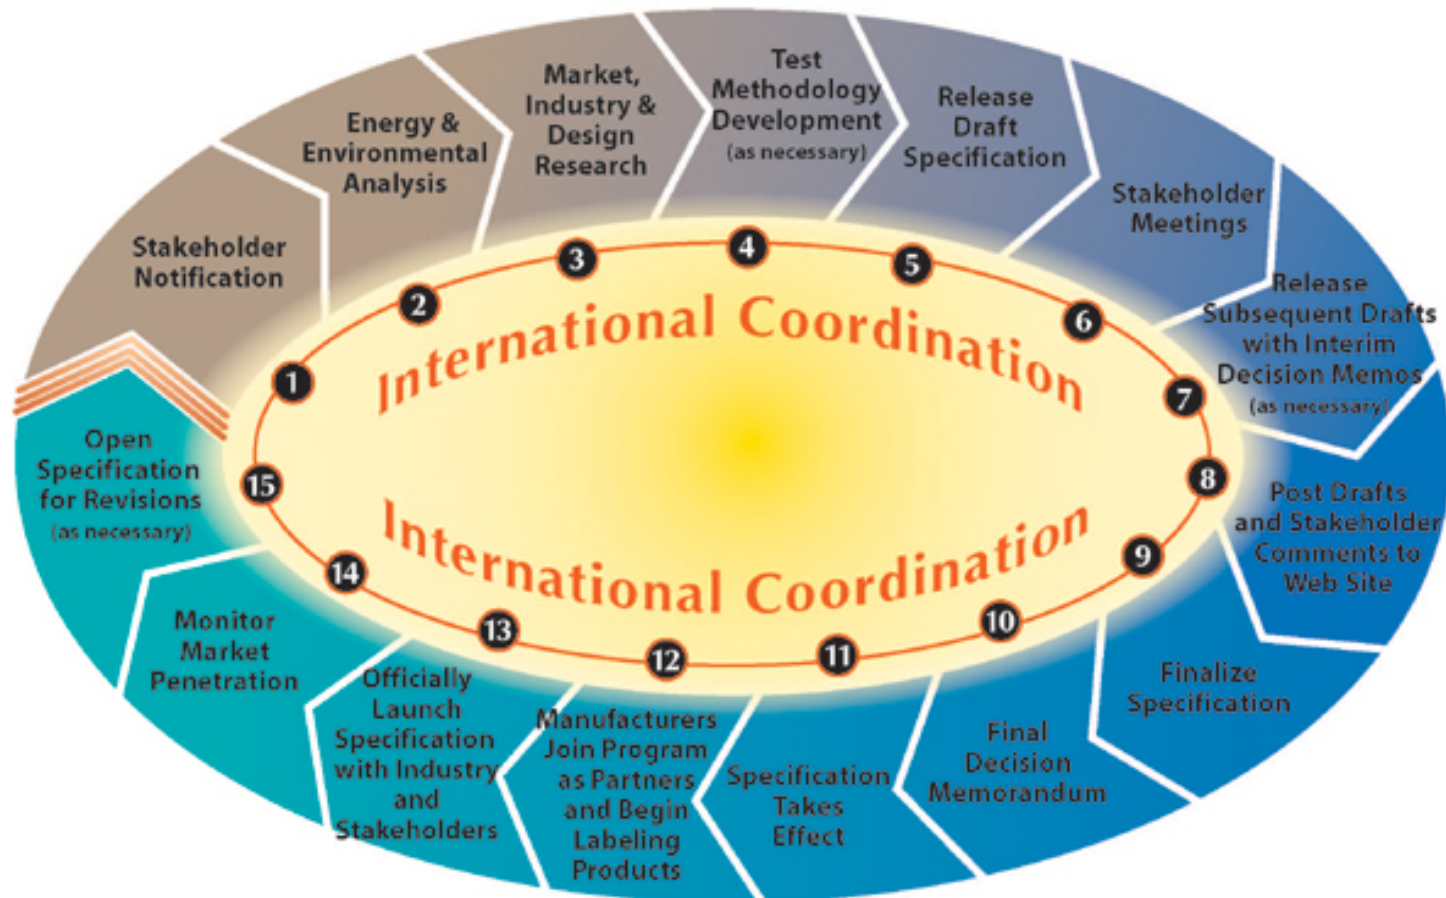 Stakeholder
Notification
1
Energy &
Environmental
Analysis
2
Market,
Industry &
Design
Research
3
Test
Methodology
Development
(as necessary)
4
Release
Draft
Specification
5
Stakeholder
Meetings
6
Release
Subsequent Drafts
with Interim
Decision Memos
(as necessary)
7
Post Drafts
and Stakeholder
Comments to
Web Site
8
Finalize
Specification
9
Final
Decision
Memorandum
10
Specification
Takes
Effect
11
Manufacturers
Join Program
as Partners
and Begin
Labeling
Products
12
Officially
Launch
Specification
with Industry
and
Stakeholders
13
Monitor
Market
Penetration
14
Open
Specification
for Revisions
(as necessary)
15
International Coordination
International Coordination